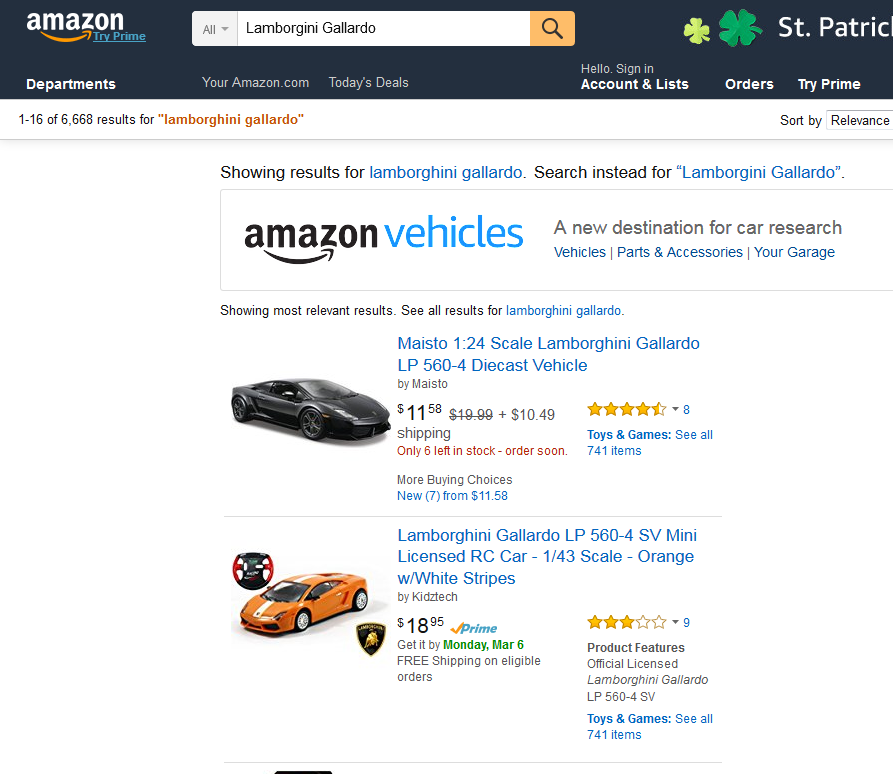 amazon
Try Prime
All
Lamborgini Gallardo
St. Patric
Departments
Your Amazon.com
Today's Deals
Hello. Sign in
Account & Lists
Orders
Try Prime
1-16 of 6,668 results for "lamborghini gallardo"
Sort by
Relevance
Showing results for lamborghini gallardo. Search instead for “Lamborgini Gallardo”.
amazon vehicles
A new destination for car research
Vehicles | Parts & Accessories | Your Garage
Showing most relevant results. See all results for lamborghini gallardo.
Maisto 1:24 Scale Lamborghini Gallardo
LP 560-4 Diecast Vehicle
by Maisto
$11 58 $19.99 + $10.49
shipping
Only 6 left in stock - order soon.
More Buying Choices
New (7) from $11.58
8
Toys & Games: See all
741 items
Lamborghini Gallardo LP 560-4 SV Mini
Licensed RC Car - 1/43 Scale - Orange
w/White Stripes
by Kidztech
$18 95 Prime
Get it by Monday, Mar 6
FREE Shipping on eligible
orders
LAMBORGHINI
9
Product Features
Official Licensed
Lamborghini Gallardo
LP 560-4 SV
Toys & Games: See all
741 items